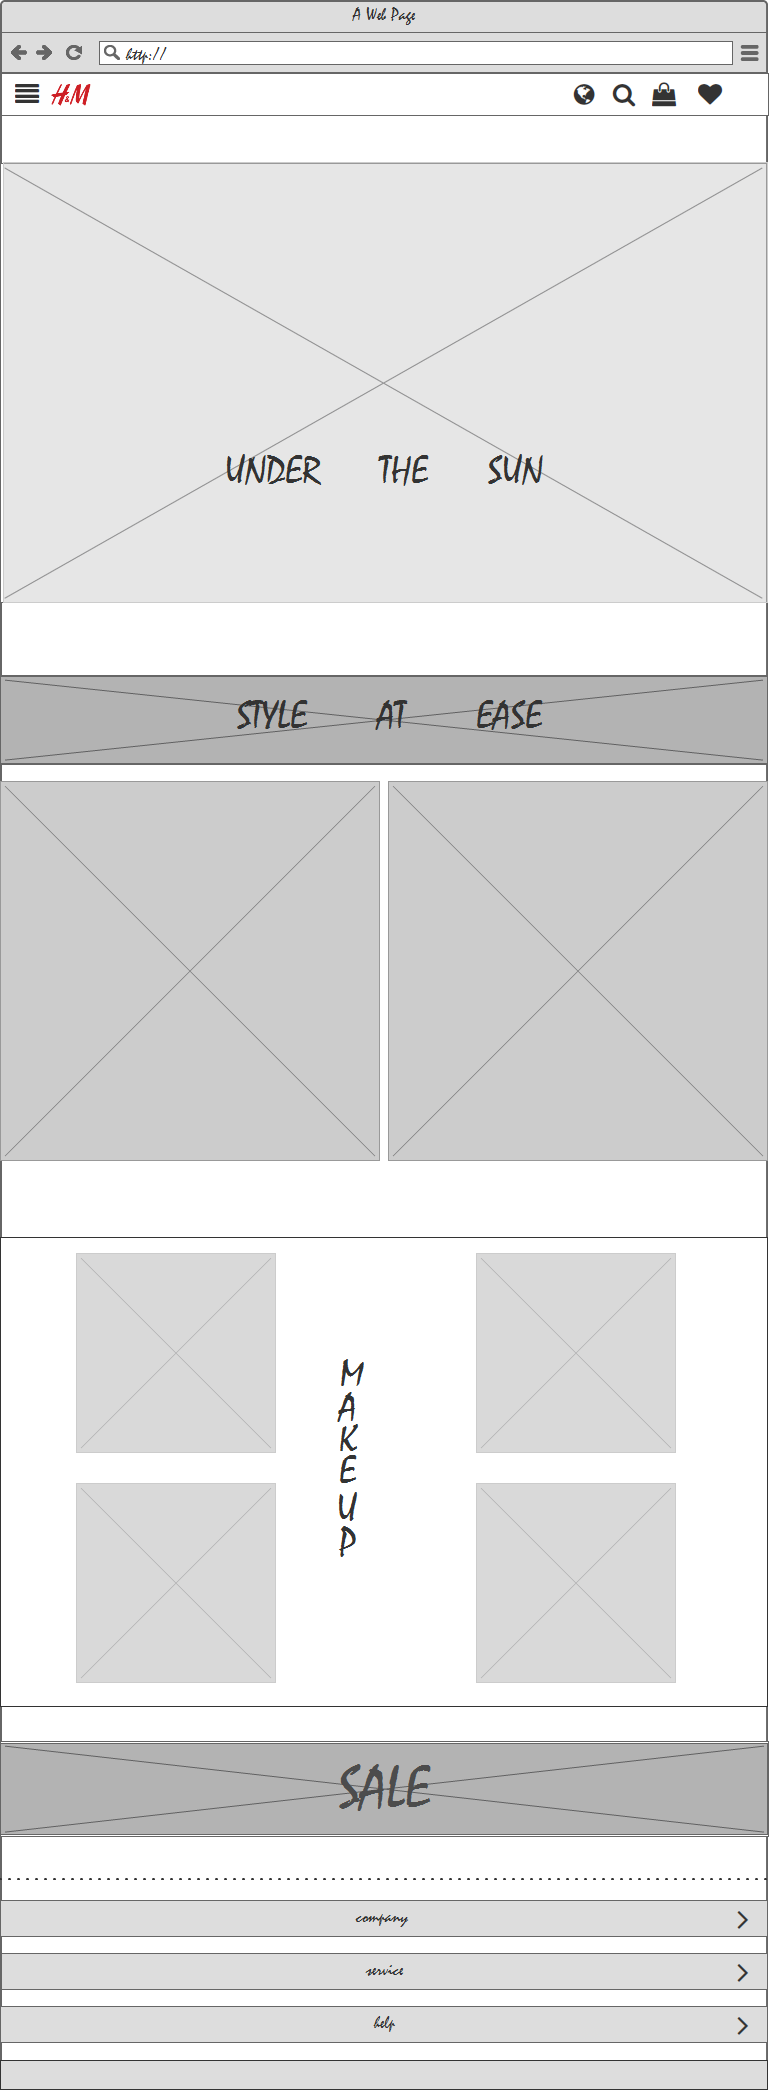 A Web Page
http://
H&M
UNDER THE SUN
STYLE AT EASE
M
A
K
E
U
P
SALE
company
service
help